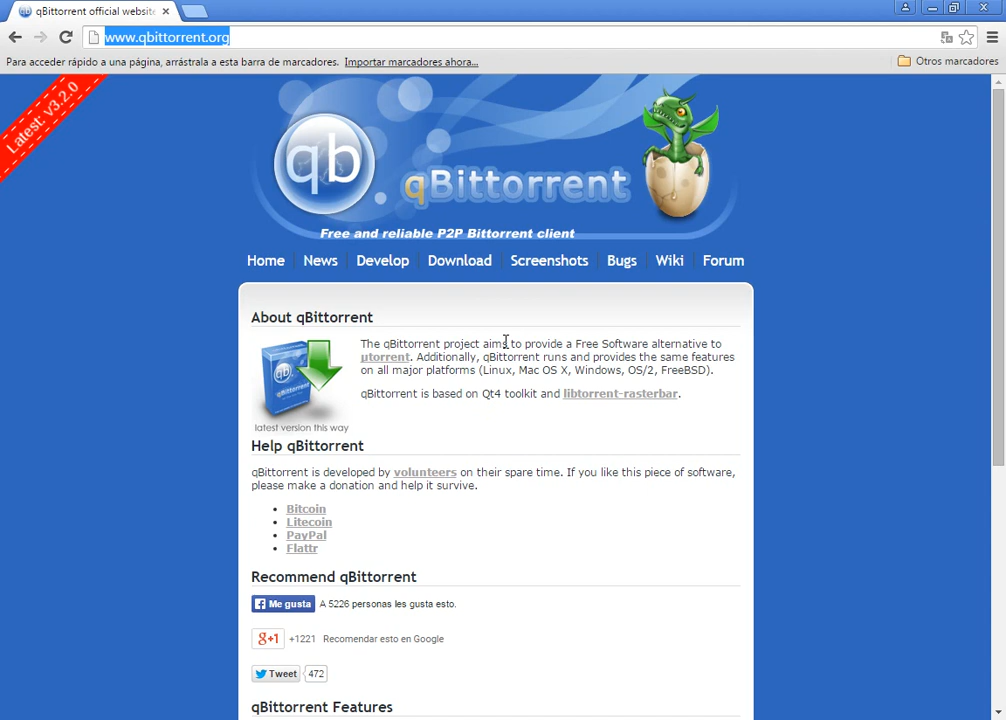 qBittorrent official website
www.qbittorrent.org
Para acceder rápido a una página, arrástrala a esta barra de marcadores. Importar marcadores ahora...
Otros marcadores
Latest: v3.2.0
qb
qBittorrent
Free and reliable P2P Bittorrent client
Home News Develop Download Screenshots Bugs Wiki Forum
About qBittorrent
qBittorrent
latest version this way
The qBittorrent project aims to provide a Free Software alternative to
µtorrent. Additionally, qBittorrent runs and provides the same features
on all major platforms (Linux, Mac OS X, Windows, OS/2, FreeBSD).
qBittorrent is based on Qt4 toolkit and libtorrent-rasterbar.
Help qBittorrent
qBittorrent is developed by volunteers on their spare time. If you like this piece of software,
please make a donation and help it survive.
• Bitcoin
• Litecoin
• PayPal
• Flattr
Recommend qBittorrent
Me gusta A 5226 personas les gusta esto.
g+1 +1221 Recomendar esto en Google
Tweet 472
qBittorrent Features